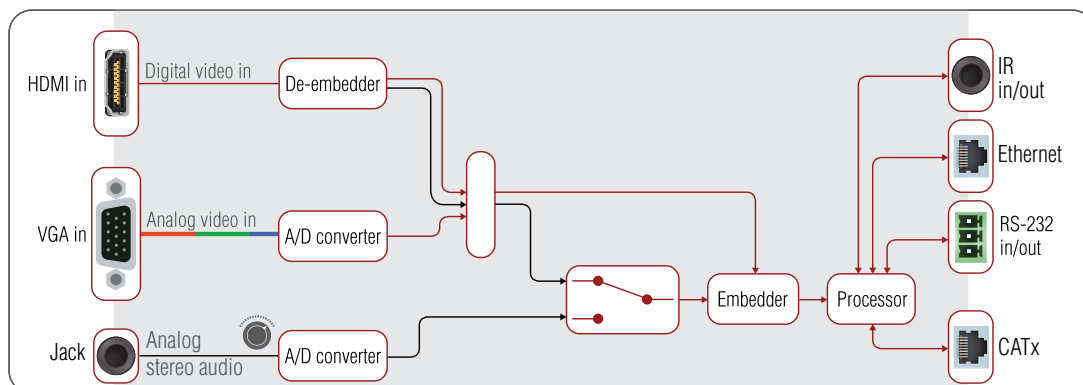 HDMI in
Digital video in
De-embedder
IR
in/out
Ethernet
VGA in
Analog video in
A/D converter
RS-232
in/out
Embedder
Processor
Jack
Analog
stereo audio
A/D converter
CATx